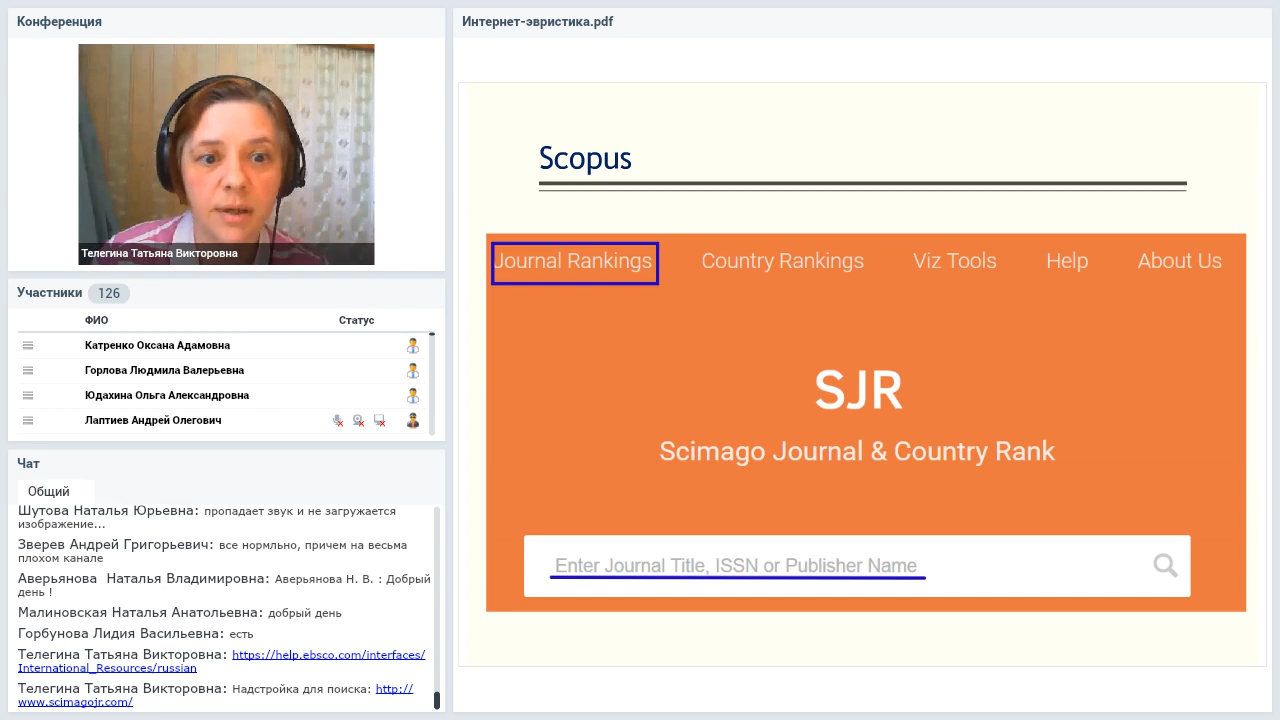 Конференция
Телегина Татьяна Викторовна
Участники 126
ФИО Статус
Катренко Оксана Адамовна
Горлова Людмила Валерьевна
Юдахина Ольга Александровна
Лаптиев Андрей Олегович
Чат
Общий
Шутова Наталья Юрьевна: пропадает звук и не загружается
изображение...
Зверев Андрей Григорьевич: все нормльно, причем на весьма
плохом канале
Аверьянова Наталья Владимировна: Аверьянова Н. В. : Добрый
день !
Малиновская Наталья Анатольевна: добрый день
Горбунова Лидия Васильевна: есть
Телегина Татьяна Викторовна: https://help.ebsco.com/interfaces/
International_Resources/russian
Телегина Татьяна Викторовна: Надстройка для поиска: http://
www.scimagojr.com/
Интернет-эвристика.pdf
Scopus
Journal Rankings Country Rankings Viz Tools Help About Us
SJR
Scimago Journal & Country Rank
Enter Journal Title, ISSN or Publisher Name